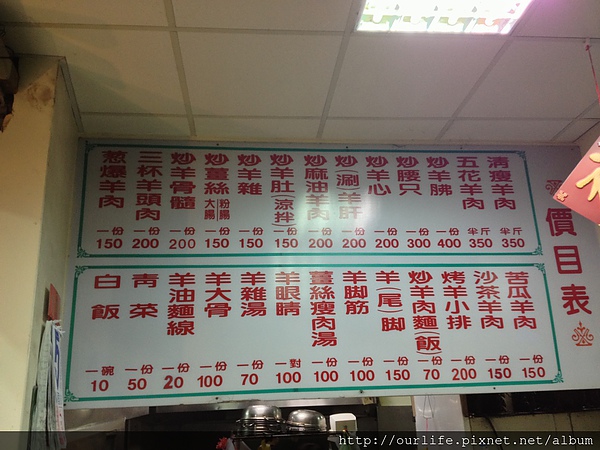 價目表
清瘦羊肉 半斤 350
五花羊肉 半斤 350
炒羊 一份 400
炒腰只 一份 300
炒羊心 一份 200
炒(涮)羊肝 一份 200
炒麻油羊肉 一份 200
炒羊肚(涼拌) 一份 150
炒羊雜 一份 150
炒薑絲 大腸 粉腸 一份 150
炒羊骨髓 一份 200
三杯羊頭肉 一份 200
葱爆羊肉 一份 150
苦瓜羊肉 一份 150
沙茶羊肉 一份 150
烤羊小排 一份 200
炒羊肉麵(飯) 一份 70
羊(尾)脚 一份 150
羊脚筋 一份 100
薑絲瘦肉湯 一份 100
羊眼睛 一對 100
羊雜湯 一份 70
羊大骨 一份 100
羊油麵線 一份 20
青菜 一份 50
白飯 一碗 10
http://ourlife.pixnet.net/album